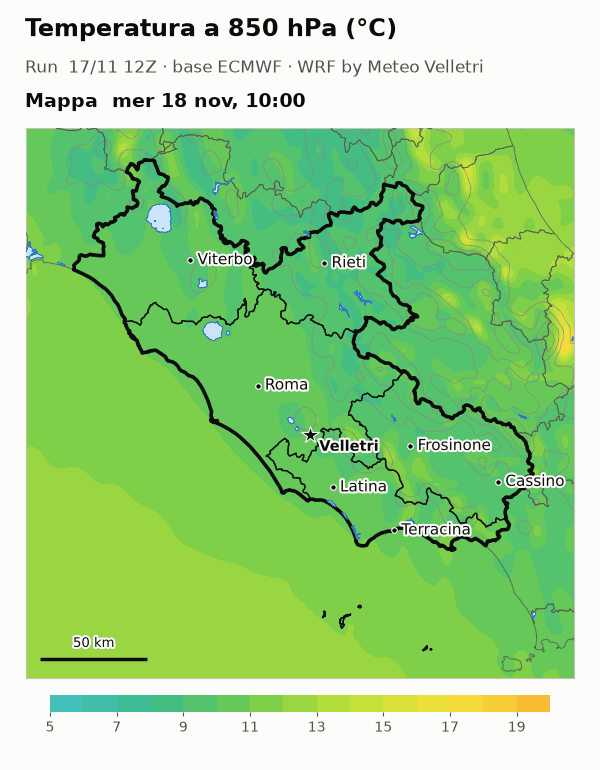 Temperatura a 850 hPa (°C)
Run  17/11 12Z · base ECMWF · WRF by Meteo Velletri
Mappa  mer 18 nov, 10:00
Viterbo
Rieti
Roma
Velletri
Frosinone
Latina
Cassino
Terracina
50 km
5 7 9 11 13 15 17 19